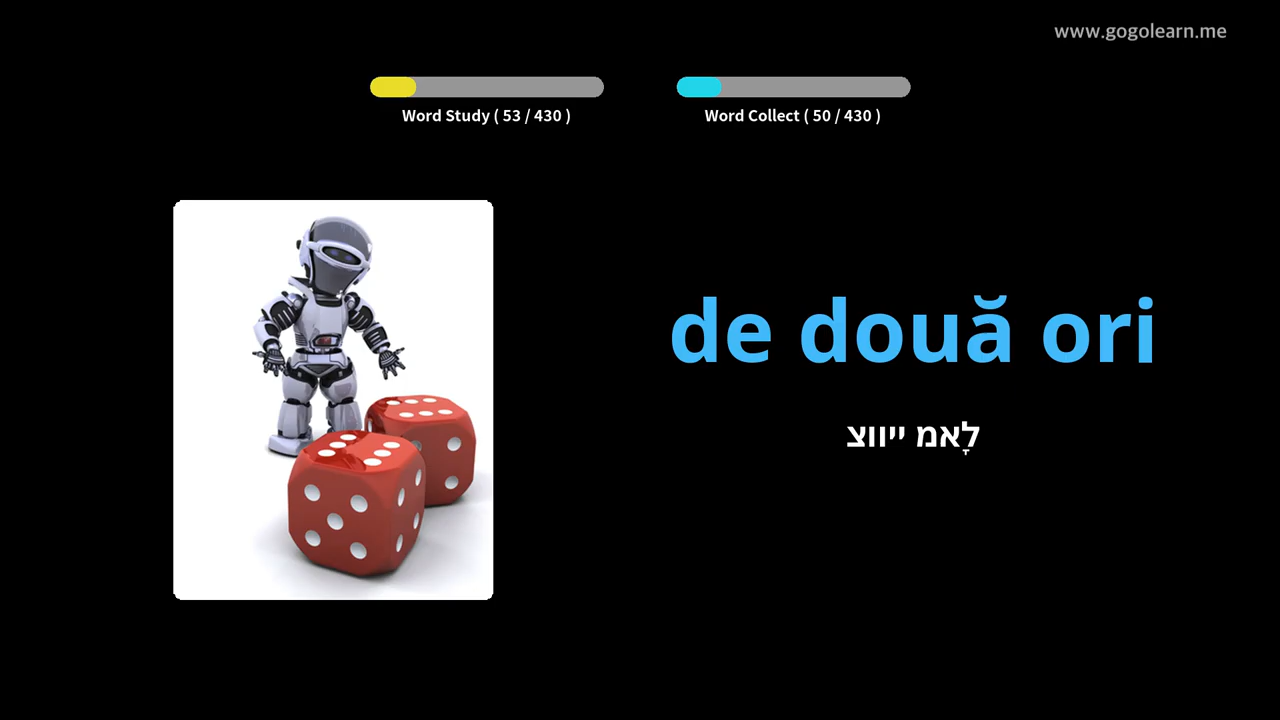 www.gogolearn.me
Word Study ( 53 / 430 )
Word Collect ( 50 / 430 )
de două ori
לָאמ ייווצ